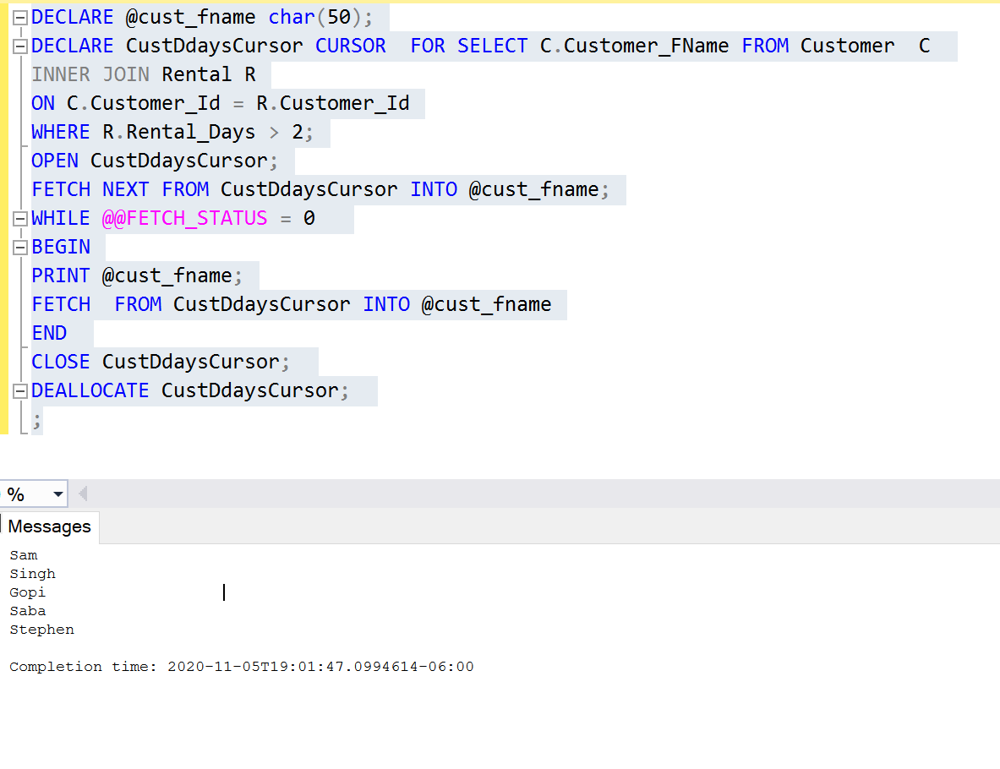 DECLARE @cust_fname char(50);
DECLARE CustDdaysCursor CURSOR  FOR SELECT C.Customer_FName FROM Customer  C
INNER JOIN Rental R
ON C.Customer_Id = R.Customer_Id
WHERE R.Rental_Days > 2;
OPEN CustDdaysCursor;
FETCH NEXT FROM CustDdaysCursor INTO @cust_fname;
WHILE @@FETCH_STATUS = 0
BEGIN
PRINT @cust_fname;
FETCH  FROM CustDdaysCursor INTO @cust_fname
END
CLOSE CustDdaysCursor;
DEALLOCATE CustDdaysCursor;
;
%
Messages
Sam
Singh
Gopi
Saba
Stephen
Completion time: 2020-11-05T19:01:47.0994614-06:00